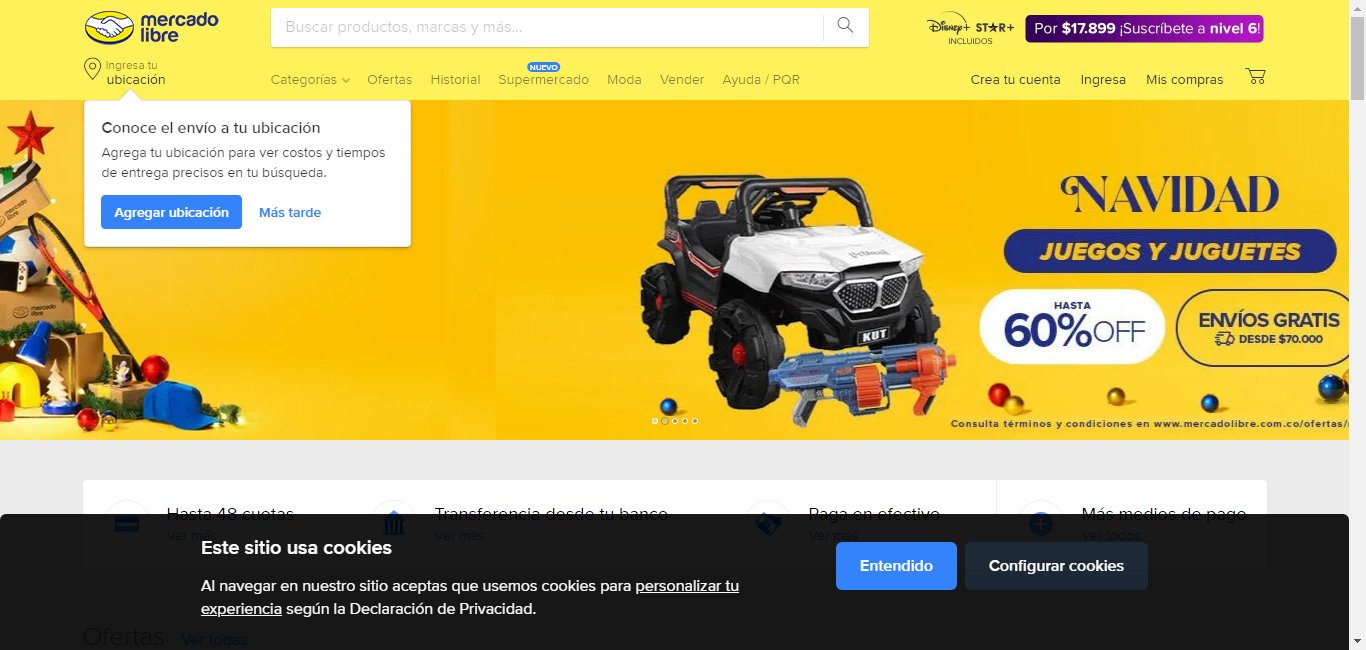 mercado
libre
Buscar productos, marcas y más...
Disney+ STAR+
INCLUIDOS
Por $17.899 ¡Suscríbete a nivel 6!
Ingresa tu
ubicación
Categorías
Ofertas
Historial
NUEVO
Supermercado
Moda
Vender
Ayuda / PQR
Crea tu cuenta
Ingresa
Mis compras
Conoce el envío a tu ubicación
Agrega tu ubicación para ver costos y tiempos
de entrega precisos en tu búsqueda.
Agregar ubicación
Más tarde
mercado
libre
KUT
NAVIDAD
JUEGOS Y JUGUETES
HASTA
60% OFF
ENVÍOS GRATIS
DESDE $70.000
Consulta términos y condiciones en www.mercadolibre.com.co/ofertas/
Hasta 48 cuotas
Ver más
Transferencia desde tu banco
Ver más
Paga en efectivo
Ver más
Más medios de pago
Ver todos
Este sitio usa cookies
Al navegar en nuestro sitio aceptas que usemos cookies para personalizar tu
experiencia según la Declaración de Privacidad.
Entendido
Configurar cookies
Ofertas
Ver todas